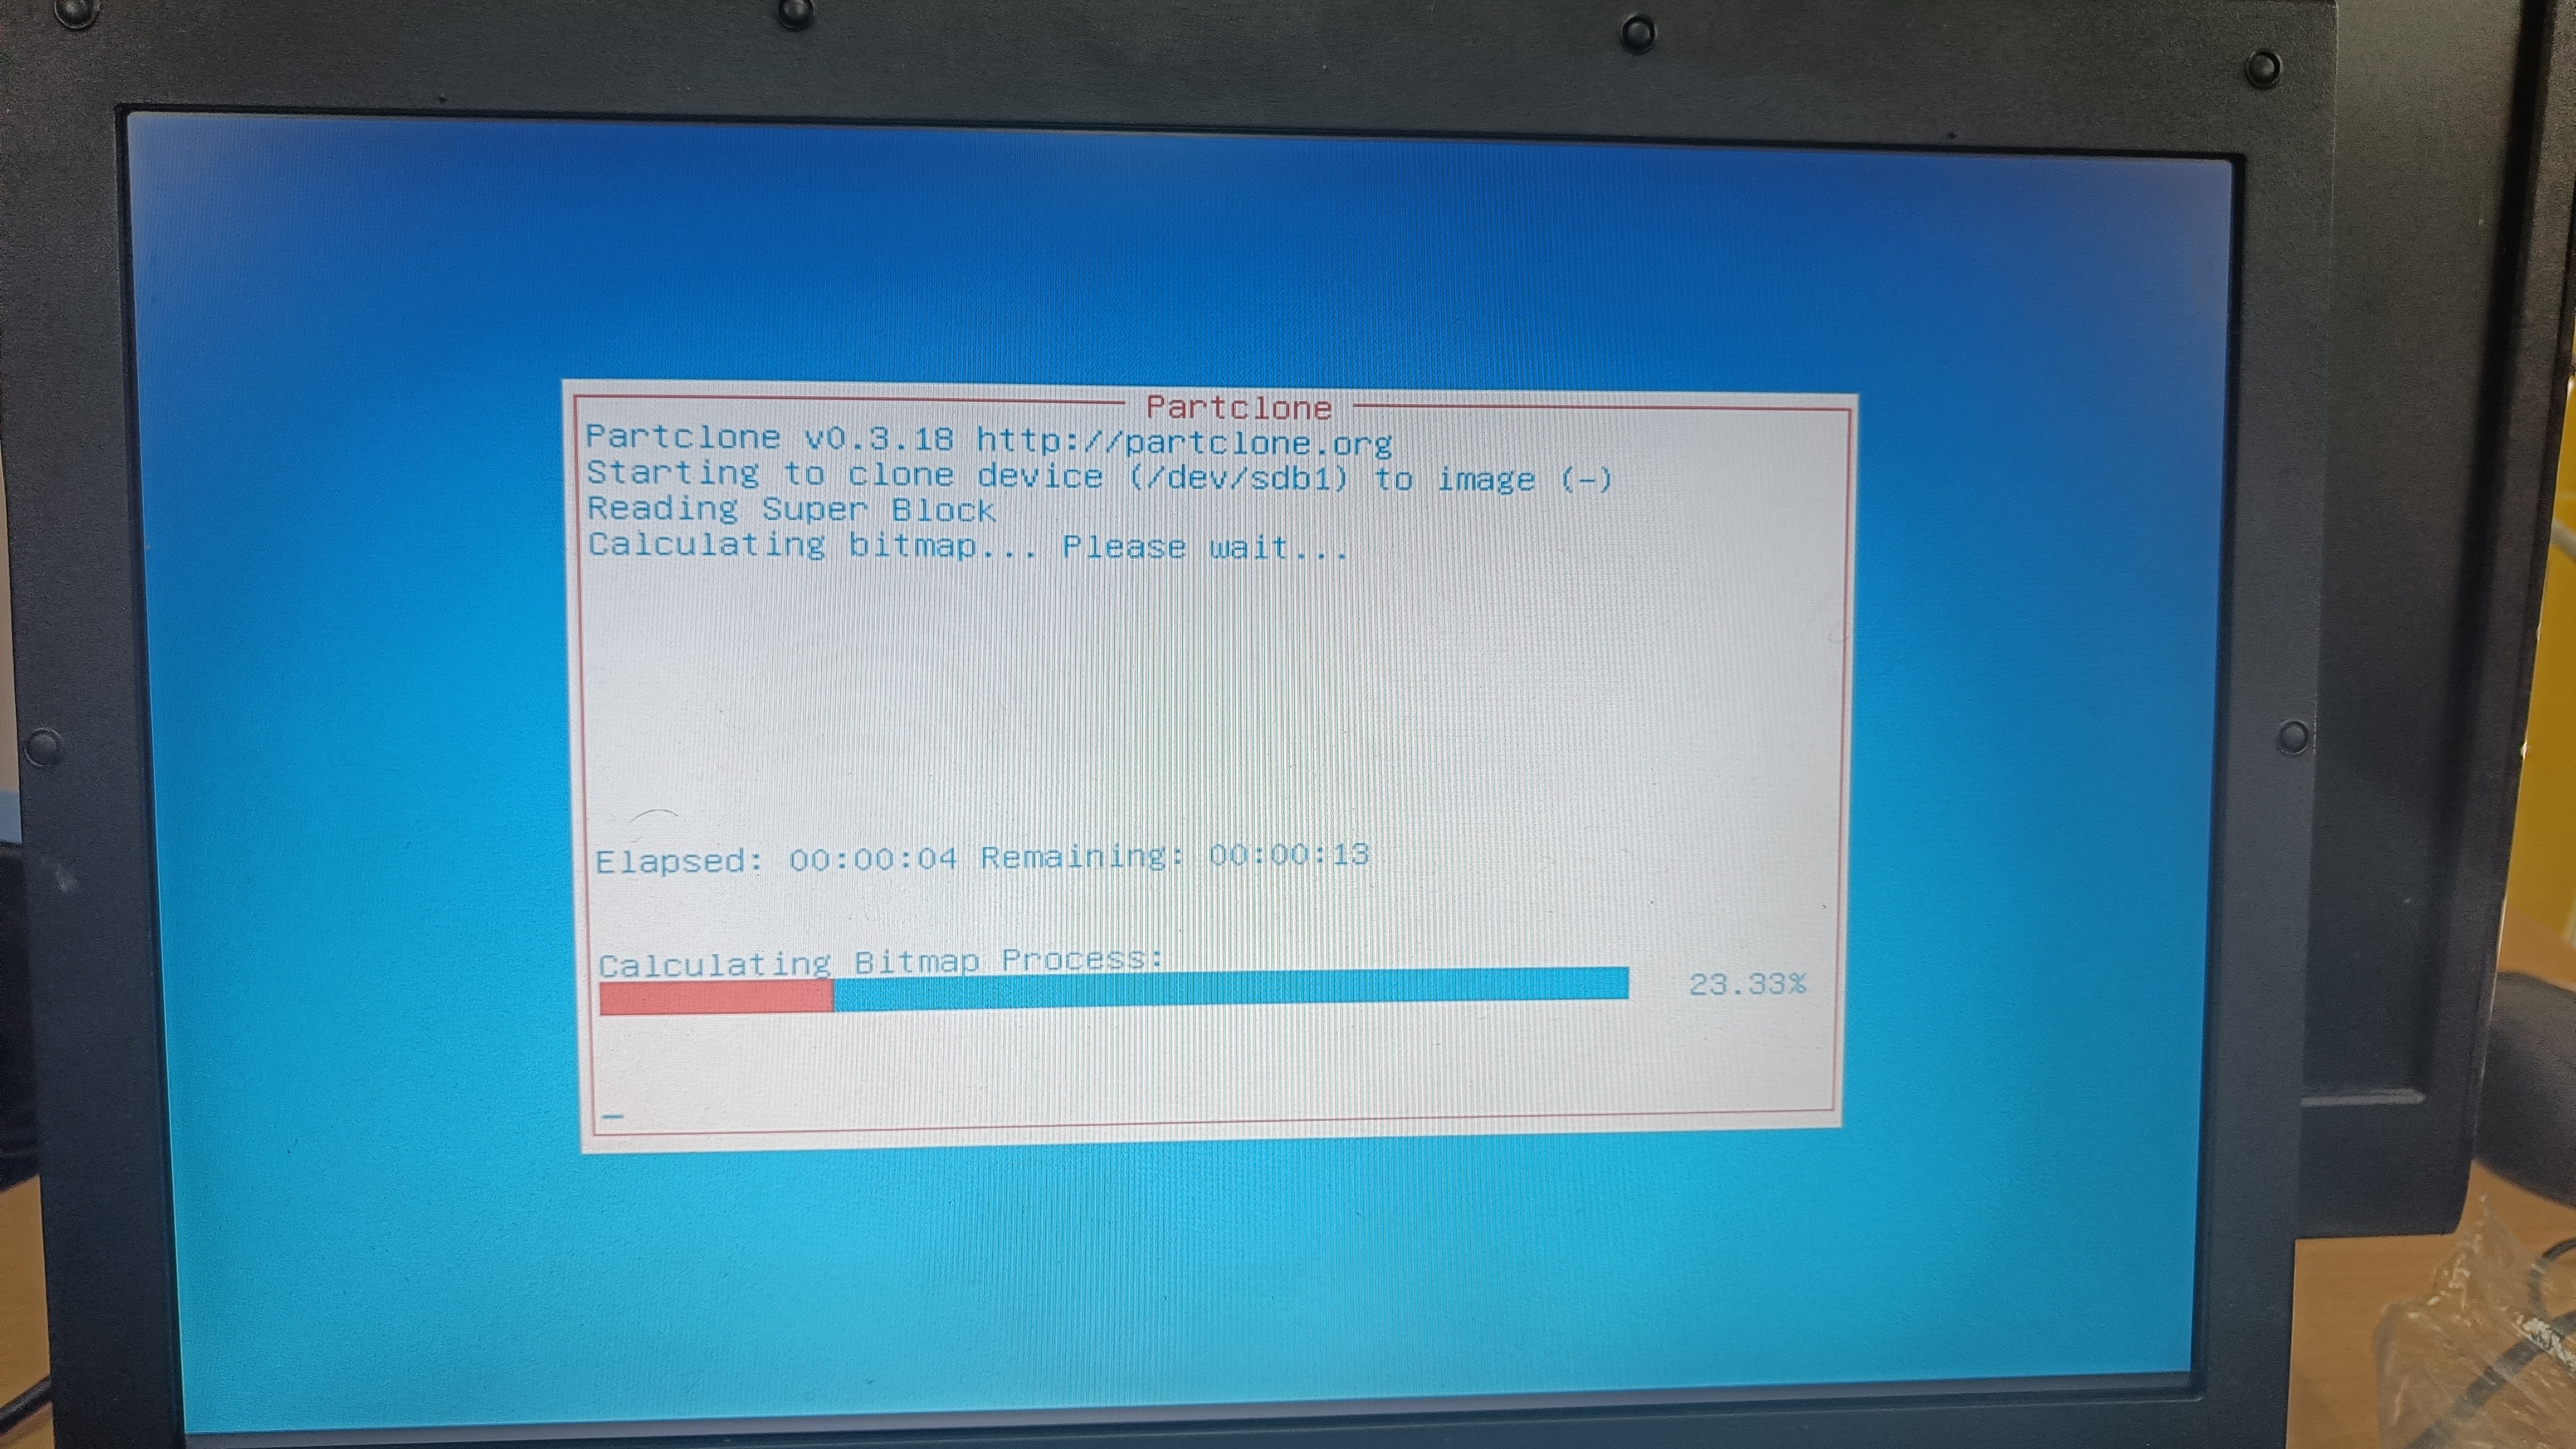 Partclone
Partclone v0.3.18 http://partclone.org
Starting to clone device (/dev/sdb1) to image (-)
Reading Super Block
Calculating bitmap... Please wait...
Elapsed: 00:00:04 Remaining: 00:00:13
Calculating Bitmap Process:
23.33%